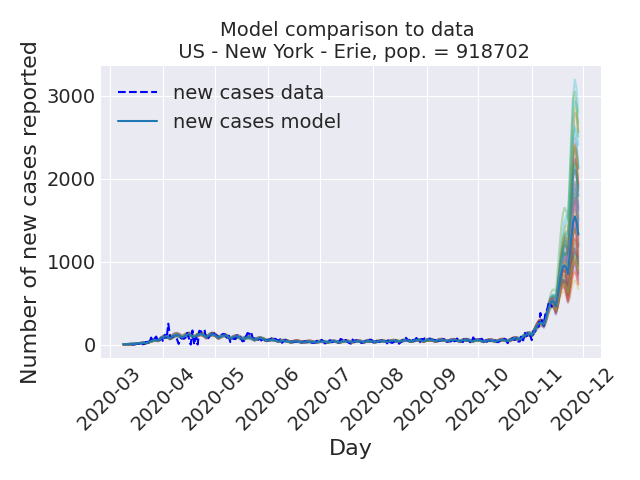 Model comparison to data
US - New York - Erie, pop. = 918702
Number of new cases reported
3000
2000
1000
0
new cases data
new cases model
2020-03
2020-04
2020-05
2020-06
2020-07
2020-08
2020-09
2020-10
2020-11
2020-12
Day